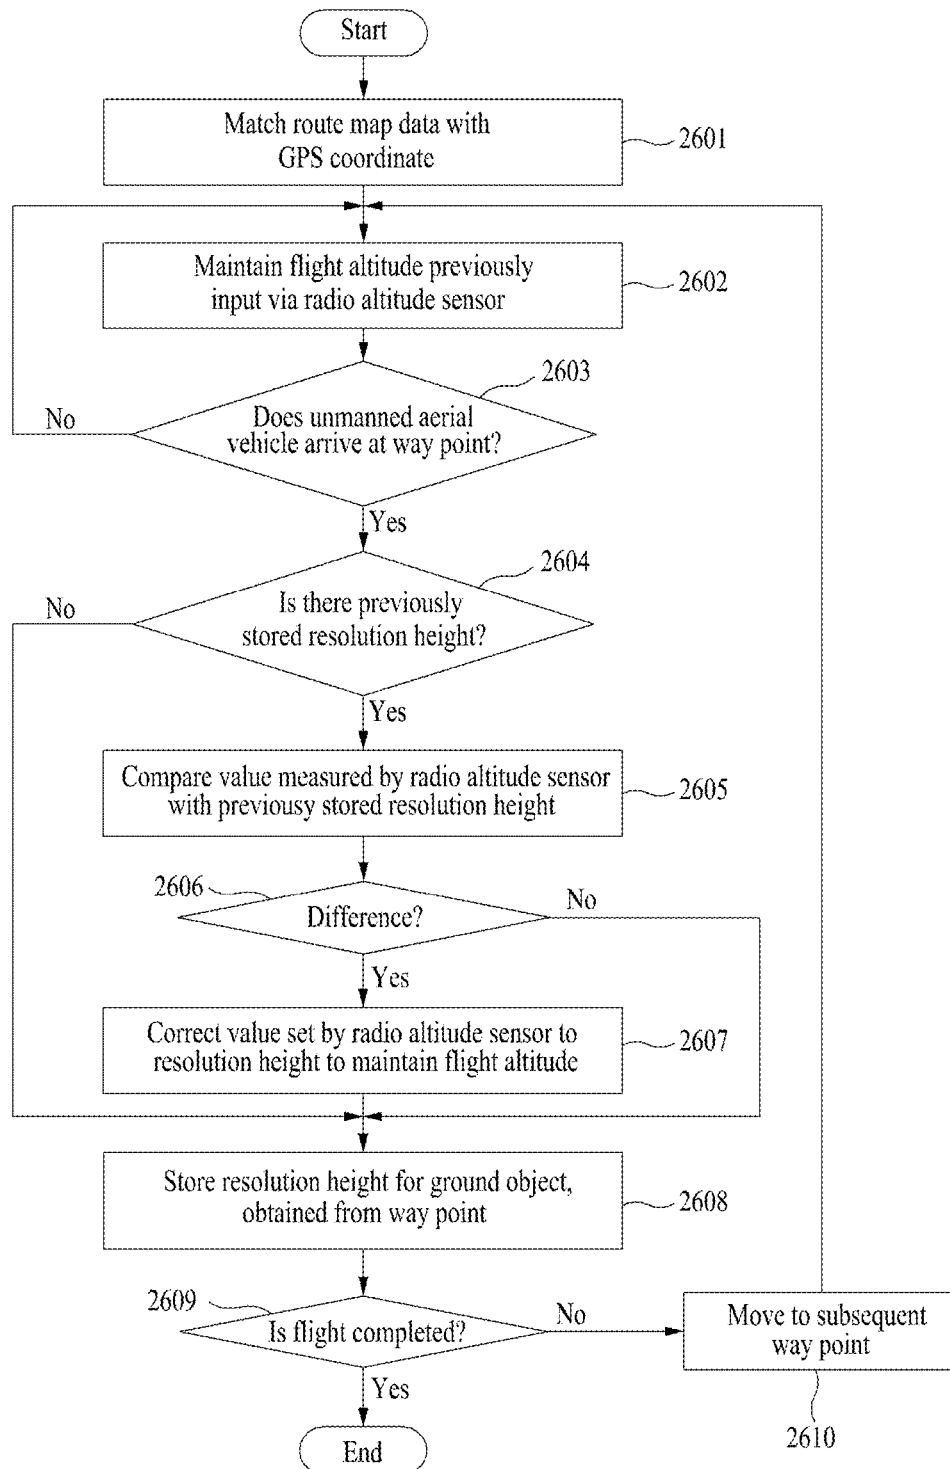 Start
Match route map data with
GPS coordinate
2601
Maintain flight altitude previously
input via radio altitude sensor
2602
2603
Does unmanned aerial
vehicle arrive at way point?
No
Yes
2604
Is there previously
stored resolution height?
No
Yes
Compare value measured by radio altitude sensor
with previousy stored resolution height
2605
2606
Difference?
No
Yes
Correct value set by radio altitude sensor to
resolution height to maintain flight altitude
2607
Store resolution height for ground object,
obtained from way point
2608
2609
Is flight completed?
No
Move to subsequent
way point
2610
Yes
End